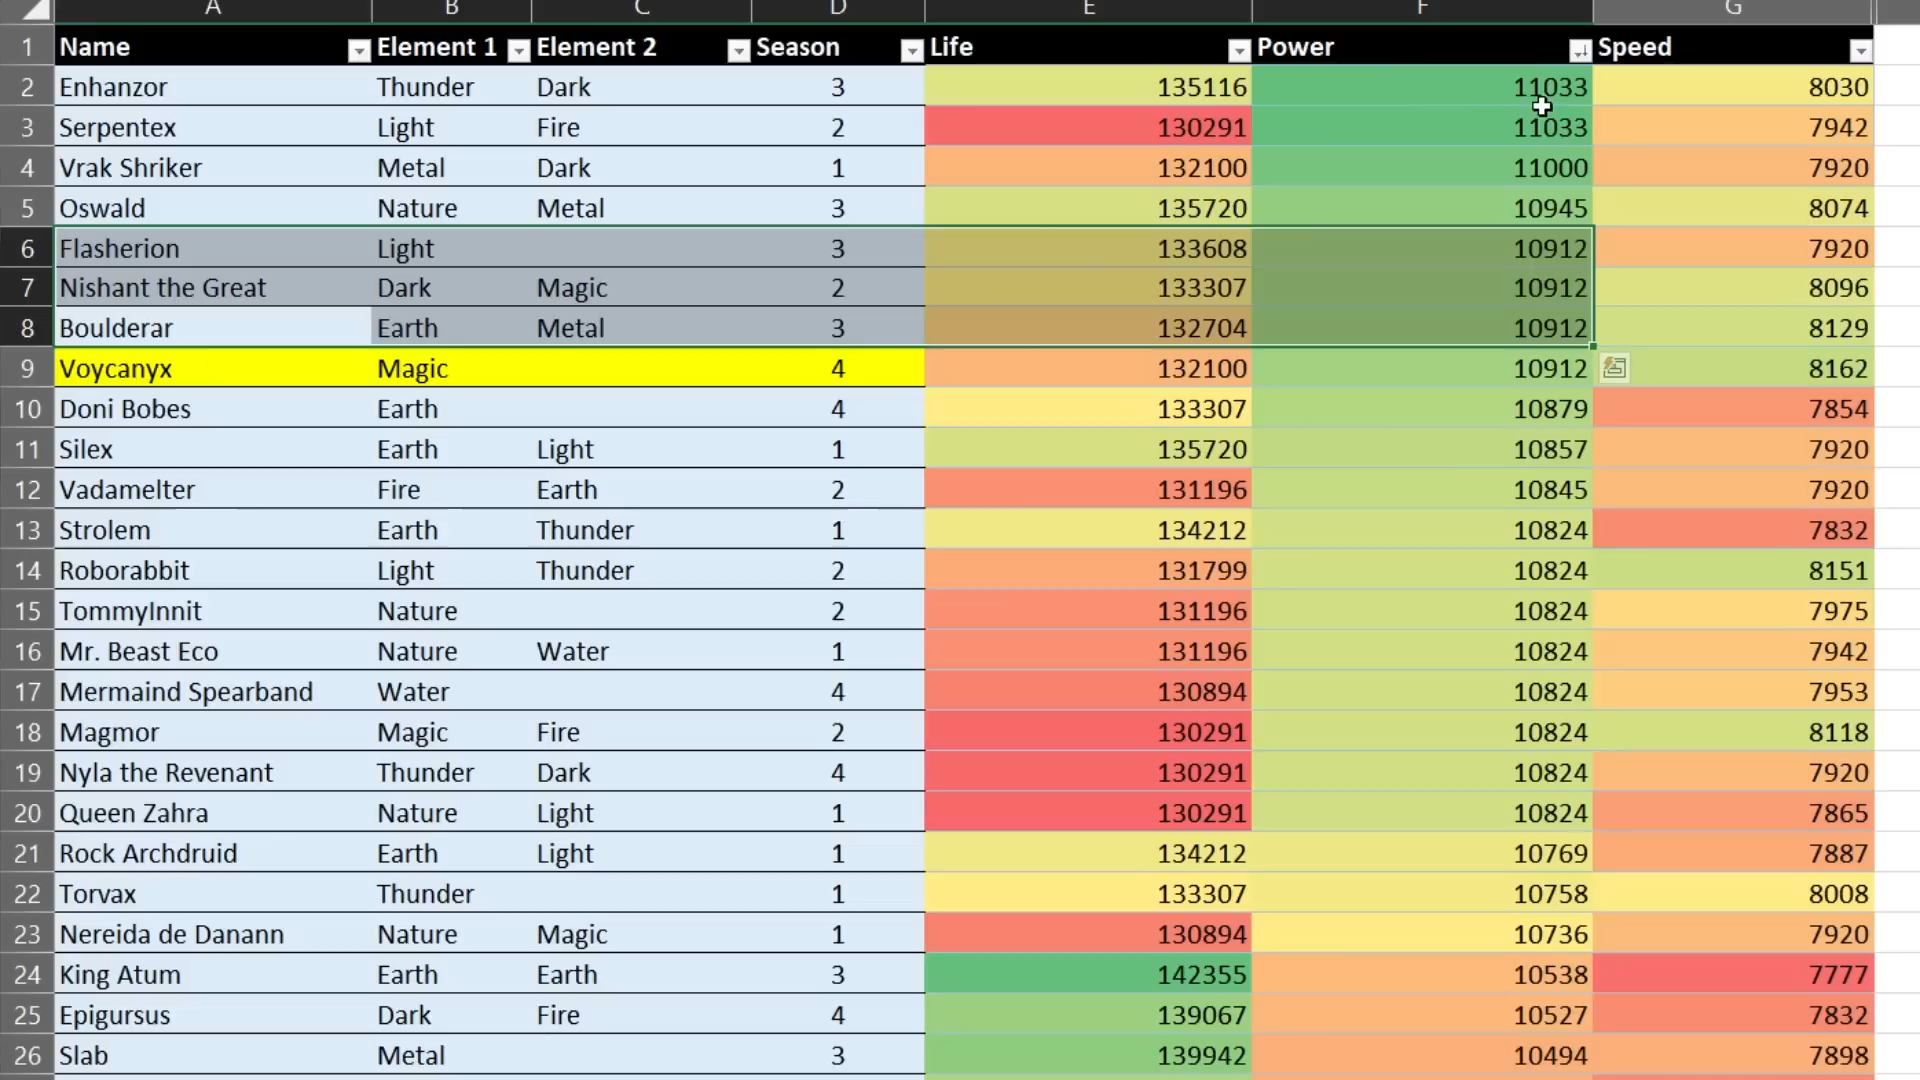 A B C D E F G
1 Name Element 1 Element 2 Season Life Power Speed
2 Enhanzor Thunder Dark 3 135116 11033 8030
3 Serpentex Light Fire 2 130291 11033 7942
4 Vrak Shriker Metal Dark 1 132100 11000 7920
5 Oswald Nature Metal 3 135720 10945 8074
6 Flasherion Light 3 133608 10912 7920
7 Nishant the Great Dark Magic 2 133307 10912 8096
8 Boulderar Earth Metal 3 132704 10912 8129
9 Voycanyx Magic 4 132100 10912 8162
10 Doni Bobes Earth 4 133307 10879 7854
11 Silex Earth Light 1 135720 10857 7920
12 Vadamelter Fire Earth 2 131196 10845 7920
13 Strolem Earth Thunder 1 134212 10824 7832
14 Roborabbit Light Thunder 2 131799 10824 8151
15 TommyInnit Nature 2 131196 10824 7975
16 Mr. Beast Eco Nature Water 1 131196 10824 7942
17 Mermaind Spearband Water 4 130894 10824 7953
18 Magmor Magic Fire 2 130291 10824 8118
19 Nyla the Revenant Thunder Dark 4 130291 10824 7920
20 Queen Zahra Nature Light 1 130291 10824 7865
21 Rock Archdruid Earth Light 1 134212 10769 7887
22 Torvax Thunder 1 133307 10758 8008
23 Nereida de Danann Nature Magic 1 130894 10736 7920
24 King Atum Earth Earth 3 142355 10538 7777
25 Epigursus Dark Fire 4 139067 10527 7832
26 Slab Metal 3 139942 10494 7898